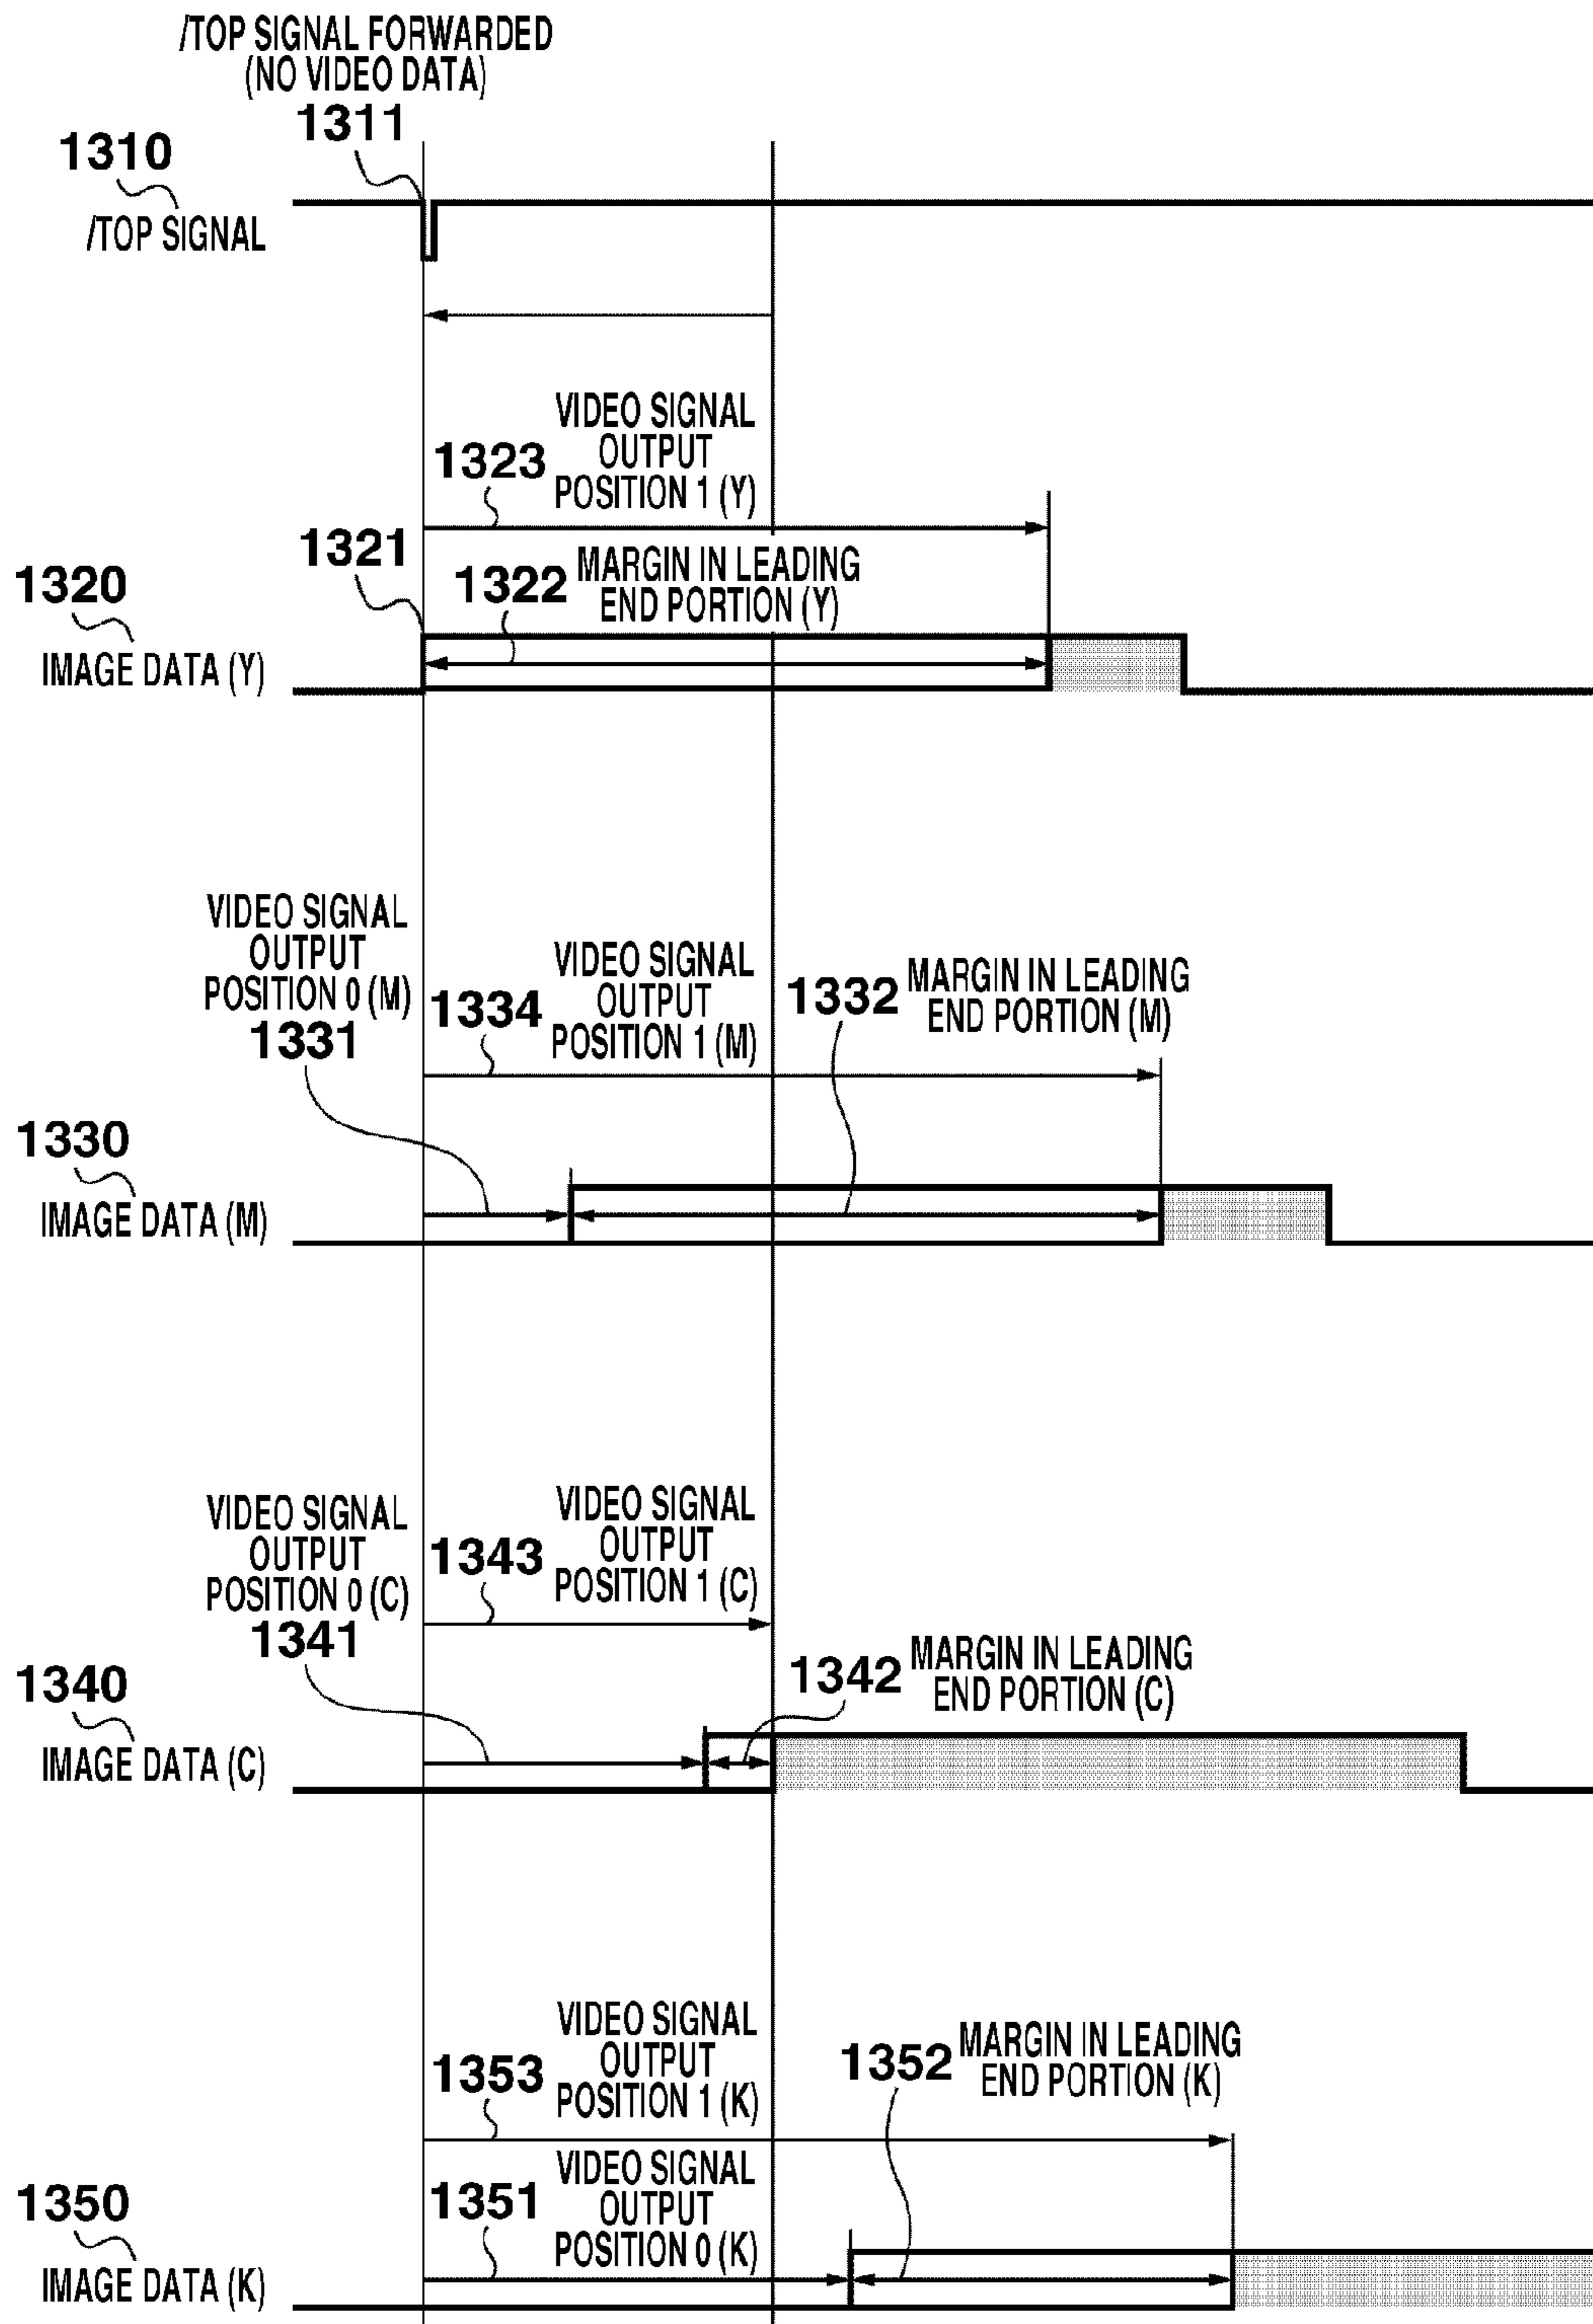 /TOP SIGNAL FORWARDED
(NO VIDEO DATA)
1311
1310
/TOP SIGNAL
VIDEO SIGNAL
OUTPUT
POSITION 1 (Y)
1323
1321
1322
MARGIN IN LEADING
END PORTION (Y)
1320
IMAGE DATA (Y)
VIDEO SIGNAL
OUTPUT
POSITION 0 (M)
1331
1334
VIDEO SIGNAL
OUTPUT
POSITION 1 (M)
1332
MARGIN IN LEADING
END PORTION (M)
1330
IMAGE DATA (M)
VIDEO SIGNAL
OUTPUT
POSITION 0 (C)
1341
1343
VIDEO SIGNAL
OUTPUT
POSITION 1 (C)
1342
MARGIN IN LEADING
END PORTION (C)
1340
IMAGE DATA (C)
1353
VIDEO SIGNAL
OUTPUT
POSITION 1 (K)
1352
MARGIN IN LEADING
END PORTION (K)
1351
VIDEO SIGNAL
OUTPUT
POSITION 0 (K)
1350
IMAGE DATA (K)